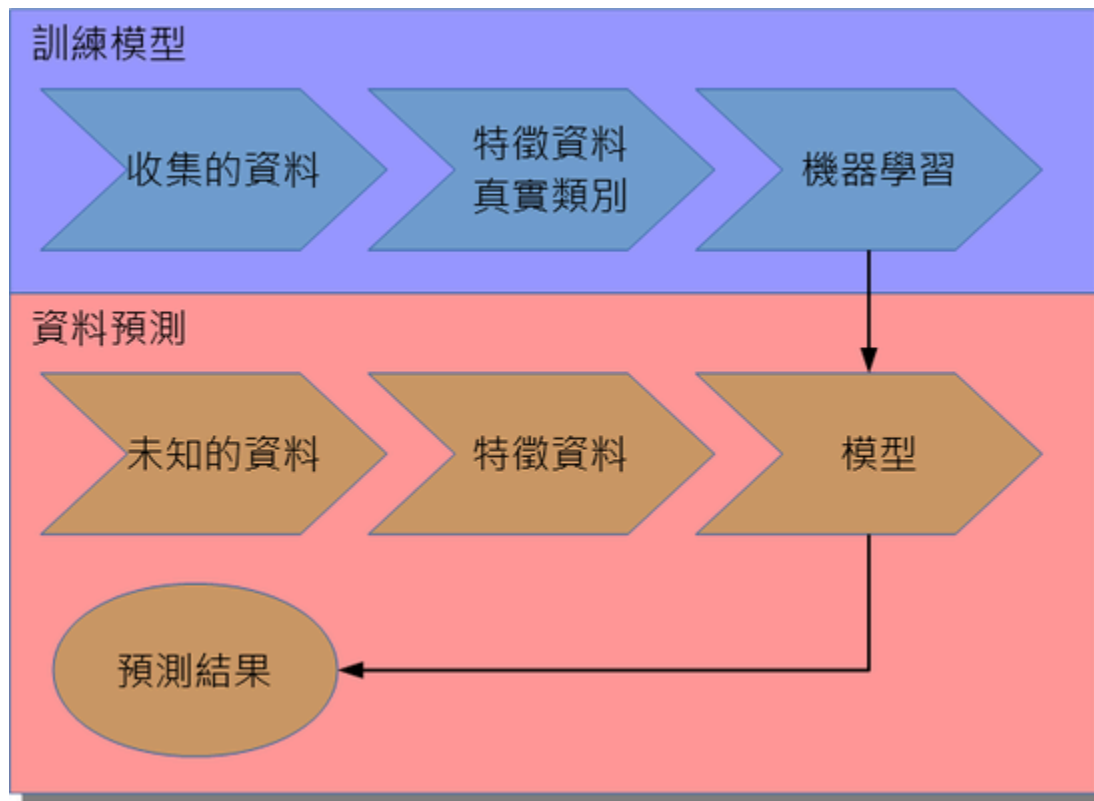 訓練模型
收集的資料
特徵資料
真實類別
機器學習
資料預測
未知的資料
特徵資料
模型
預測結果